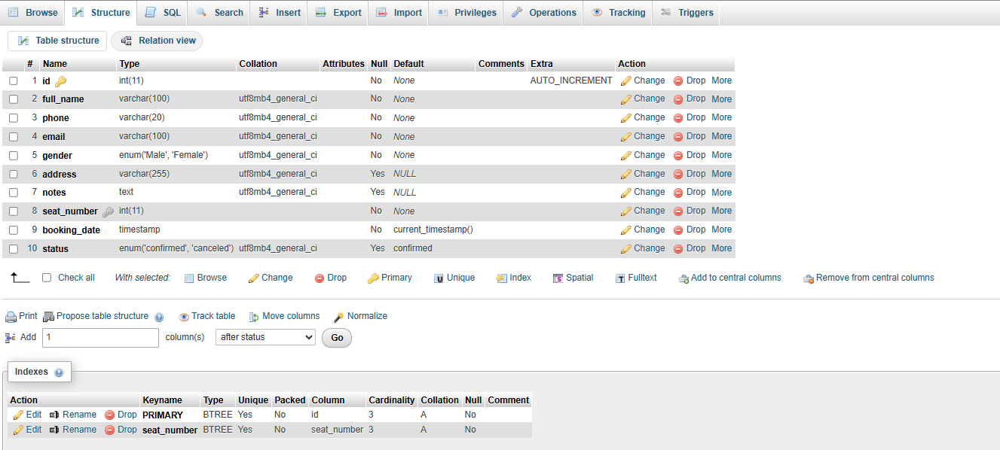 Browse Structure SQL Search Insert Export Import Privileges Operations Tracking Triggers
Table structure Relation view
# Name Type Collation Attributes Null Default Comments Extra Action
1 id int(11) No None AUTO_INCREMENT Change Drop More
2 full_name varchar(100) utf8mb4_general_ci No None Change Drop More
3 phone varchar(20) utf8mb4_general_ci No None Change Drop More
4 email varchar(100) utf8mb4_general_ci No None Change Drop More
5 gender enum('Male', 'Female') utf8mb4_general_ci No None Change Drop More
6 address varchar(255) utf8mb4_general_ci Yes NULL Change Drop More
7 notes text utf8mb4_general_ci Yes NULL Change Drop More
8 seat_number int(11) No None Change Drop More
9 booking_date timestamp No current_timestamp() Change Drop More
10 status enum('confirmed', 'canceled') utf8mb4_general_ci Yes confirmed Change Drop More
Check all With selected: Browse Change Drop Primary Unique Index Spatial Fulltext Add to central columns Remove from central columns
Print Propose table structure Track table Move columns Normalize
Add 1 column(s) after status Go
Indexes
Action Keyname Type Unique Packed Column Cardinality Collation Null Comment
Edit Rename Drop PRIMARY BTREE Yes No id 3 A No
Edit Rename Drop seat_number BTREE Yes No seat_number 3 A No